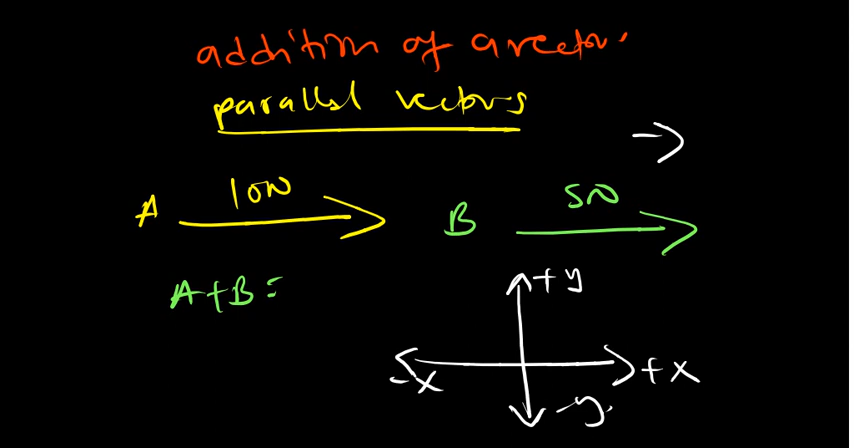 addition of a vector.
parallel vectors
A 10N B 5N
A+B=
+y
-x +x
-y